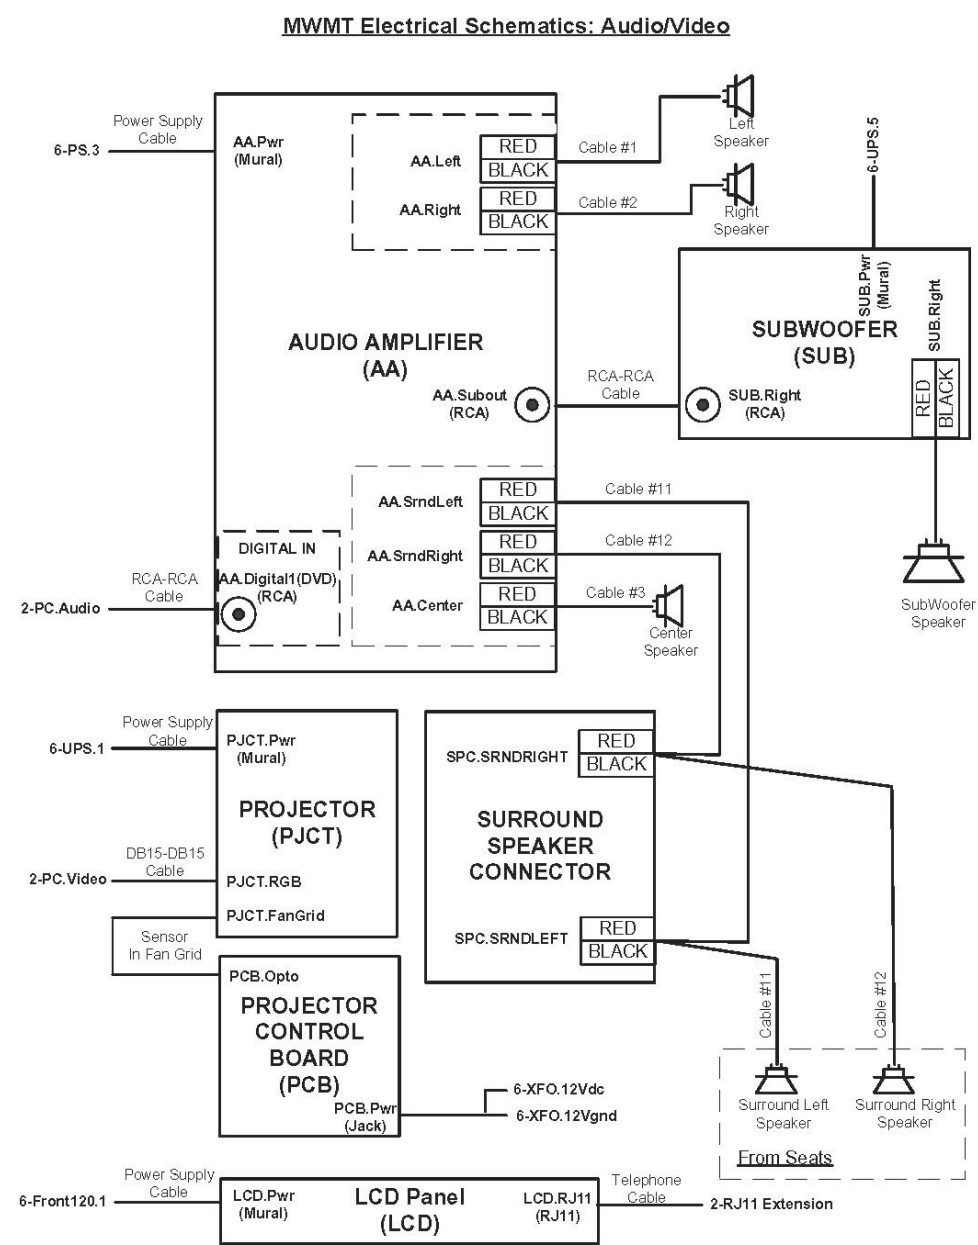 MWMT Electrical Schematics: Audio/Video
Power Supply
Cable
6-PS.3
AA.Pwr
(Mural)
AA.Left
RED
BLACK
Cable #1
Left
Speaker
AA.Right
RED
BLACK
Cable #2
Right
Speaker
6-UPS.5
SUB.Pwr
(Mural)
SUB.Right
SUBWOOFER
(SUB)
RED
BLACK
AUDIO AMPLIFIER
(AA)
AA.Subout
(RCA)
RCA-RCA
Cable
SUB.Right
(RCA)
SubWoofer
Speaker
AA.SrndLeft
RED
BLACK
Cable #11
AA.SrndRight
RED
BLACK
Cable #12
AA.Center
RED
BLACK
Cable #3
Center
Speaker
DIGITAL IN
AA.Digital1(DVD)
(RCA)
RCA-RCA
Cable
2-PC.Audio
Power Supply
Cable
6-UPS.1
PJCT.Pwr
(Mural)
PROJECTOR
(PJCT)
DB15-DB15
Cable
2-PC.Video
PJCT.RGB
PJCT.FanGrid
Sensor
In Fan Grid
SPC.SRNDRIGHT
RED
BLACK
SURROUND
SPEAKER
CONNECTOR
SPC.SRNDLEFT
RED
BLACK
Cable #11
Cable #12
PCB.Opto
PROJECTOR
CONTROL
BOARD
(PCB)
PCB.Pwr
(Jack)
6-XFO.12Vdc
6-XFO.12Vgnd
Surround Left
Speaker
Surround Right
Speaker
From Seats
Power Supply
Cable
6-Front120.1
LCD.Pwr
(Mural)
LCD Panel
(LCD)
LCD.RJ11
(RJ11)
Telephone
Cable
2-RJ11 Extension